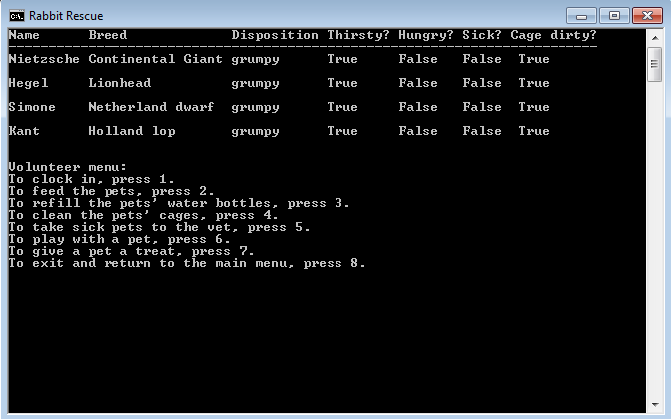 Rabbit Rescue
Name Breed Disposition Thirsty? Hungry? Sick? Cage dirty?
--------------------------------------------------------------------------
Nietzsche Continental Giant grumpy True False False True
Hegel Lionhead grumpy True False False True
Simone Netherland dwarf grumpy True False False True
Kant Holland lop grumpy True False False True
Volunteer menu:
To clock in, press 1.
To feed the pets, press 2.
To refill the pets' water bottles, press 3.
To clean the pets' cages, press 4.
To take sick pets to the vet, press 5.
To play with a pet, press 6.
To give a pet a treat, press 7.
To exit and return to the main menu, press 8.